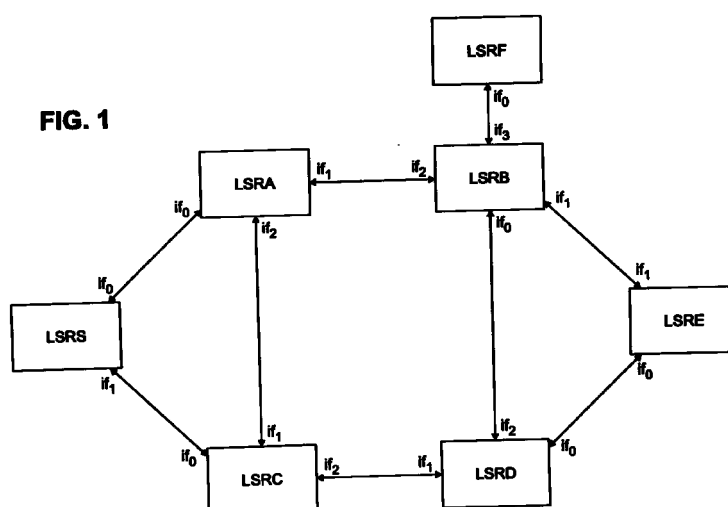 LSRF
if0
FIG. 1
if3
LSRA
if1
if2
LSRB
if0
if2
if0
if1
if0
if1
LSRS
LSRE
if1
if0
if0
if1
if2
LSRC
if2
if1
LSRD
if0